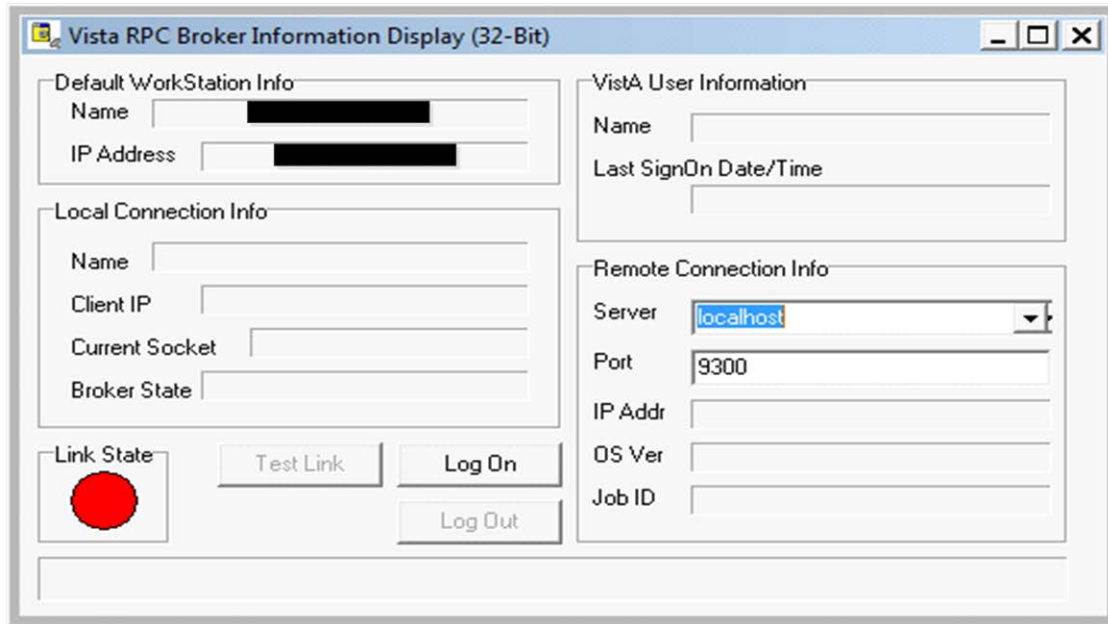 Vista RPC Broker Information Display (32-Bit)
Default WorkStation Info
Name
IP Address
Local Connection Info
Name
Client IP
Current Socket
Broker State
Link State
Test Link
Log On
Log Out
VistA User Information
Name
Last SignOn Date/Time
Remote Connection Info
Server localhost
Port 9300
IP Addr
OS Ver
Job ID